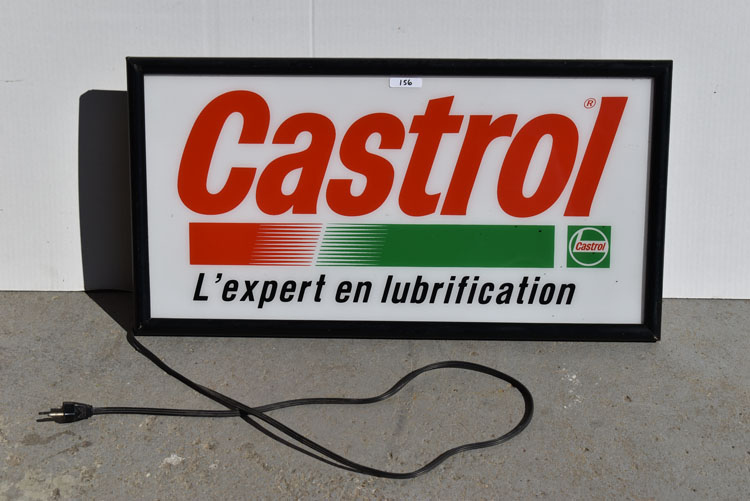 156
Castrol®
Castrol
L'expert en lubrification